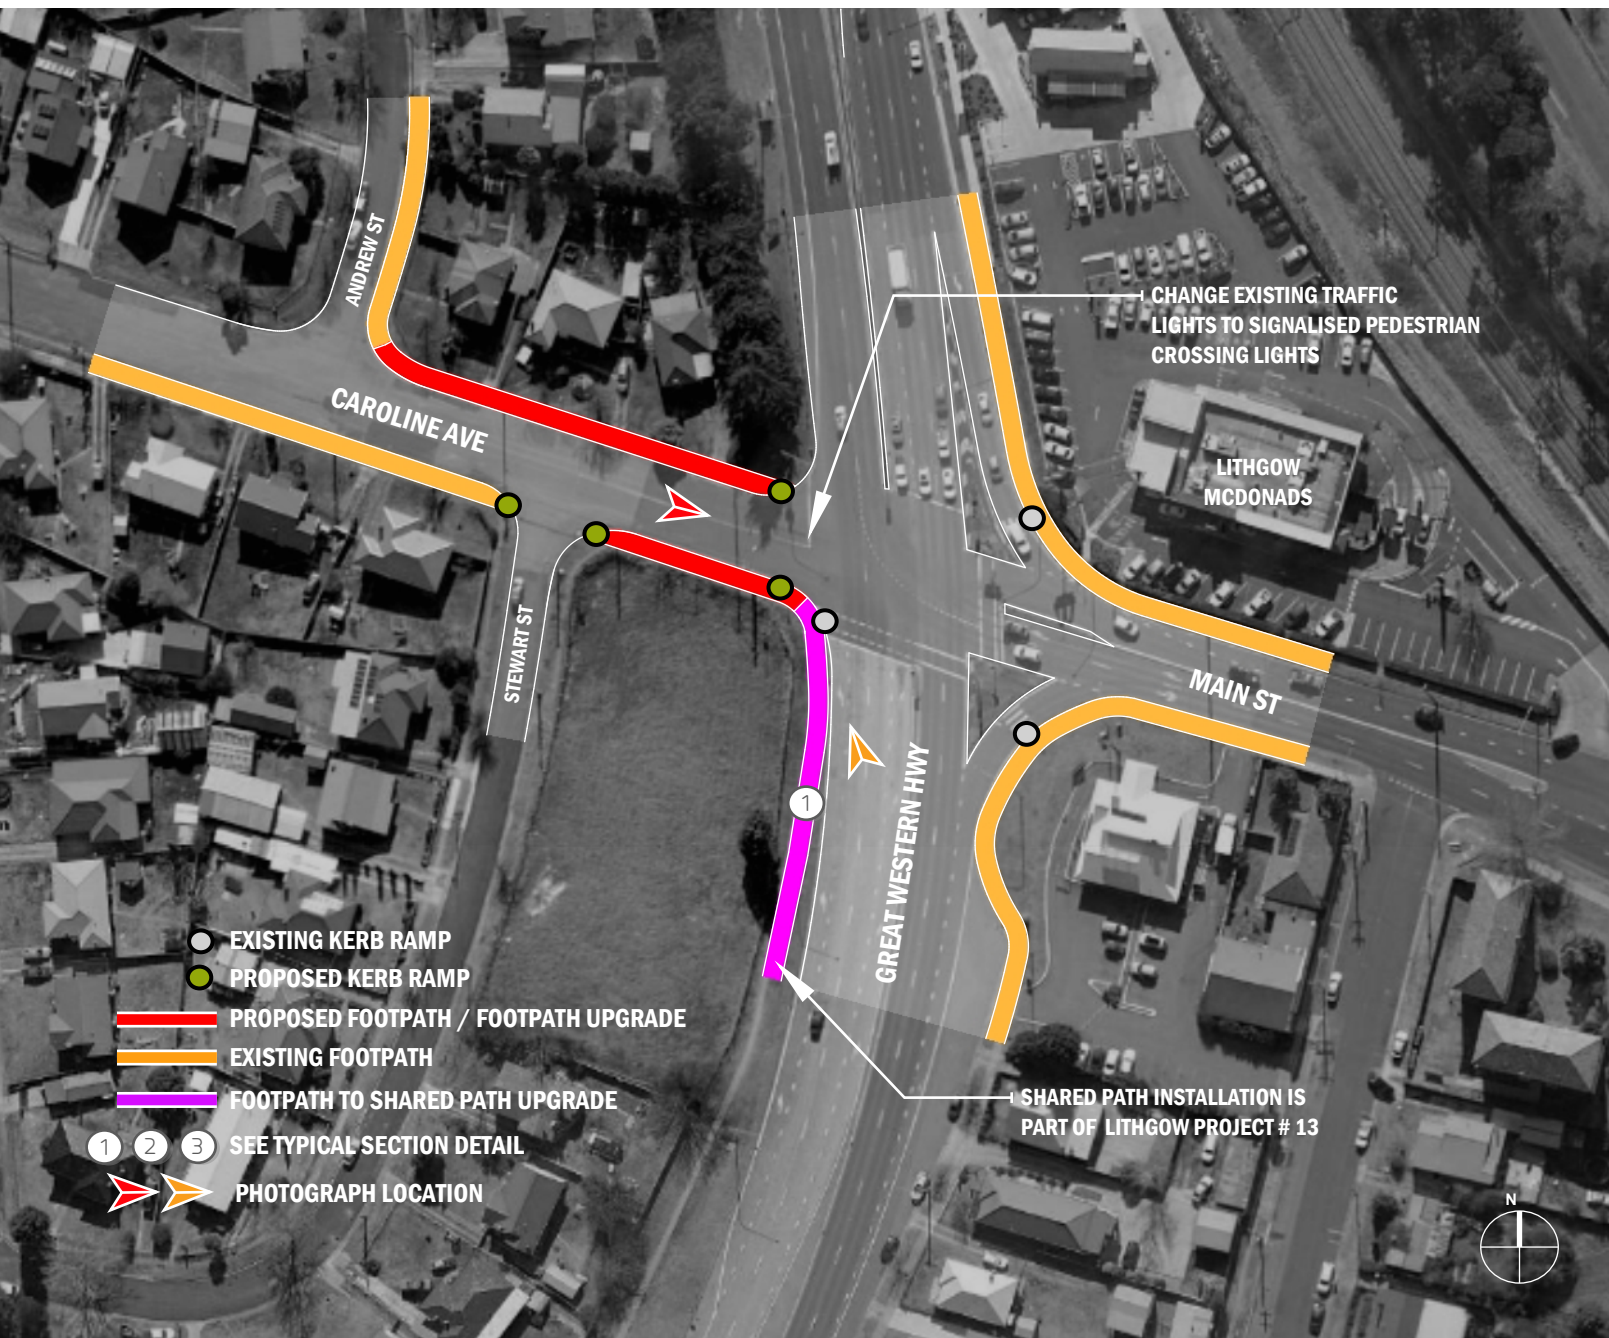 ANDREW ST
CHANGE EXISTING TRAFFIC
LIGHTS TO SIGNALISED PEDESTRIAN
CROSSING LIGHTS
CAROLINE AVE
LITHGOW
MCDONADS
STEWART ST
MAIN ST
1
GREAT WESTERN HWY
EXISTING KERB RAMP
PROPOSED KERB RAMP
PROPOSED FOOTPATH / FOOTPATH UPGRADE
EXISTING FOOTPATH
FOOTPATH TO SHARED PATH UPGRADE
1 2 3 SEE TYPICAL SECTION DETAIL
PHOTOGRAPH LOCATION
SHARED PATH INSTALLATION IS
PART OF LITHGOW PROJECT # 13
N